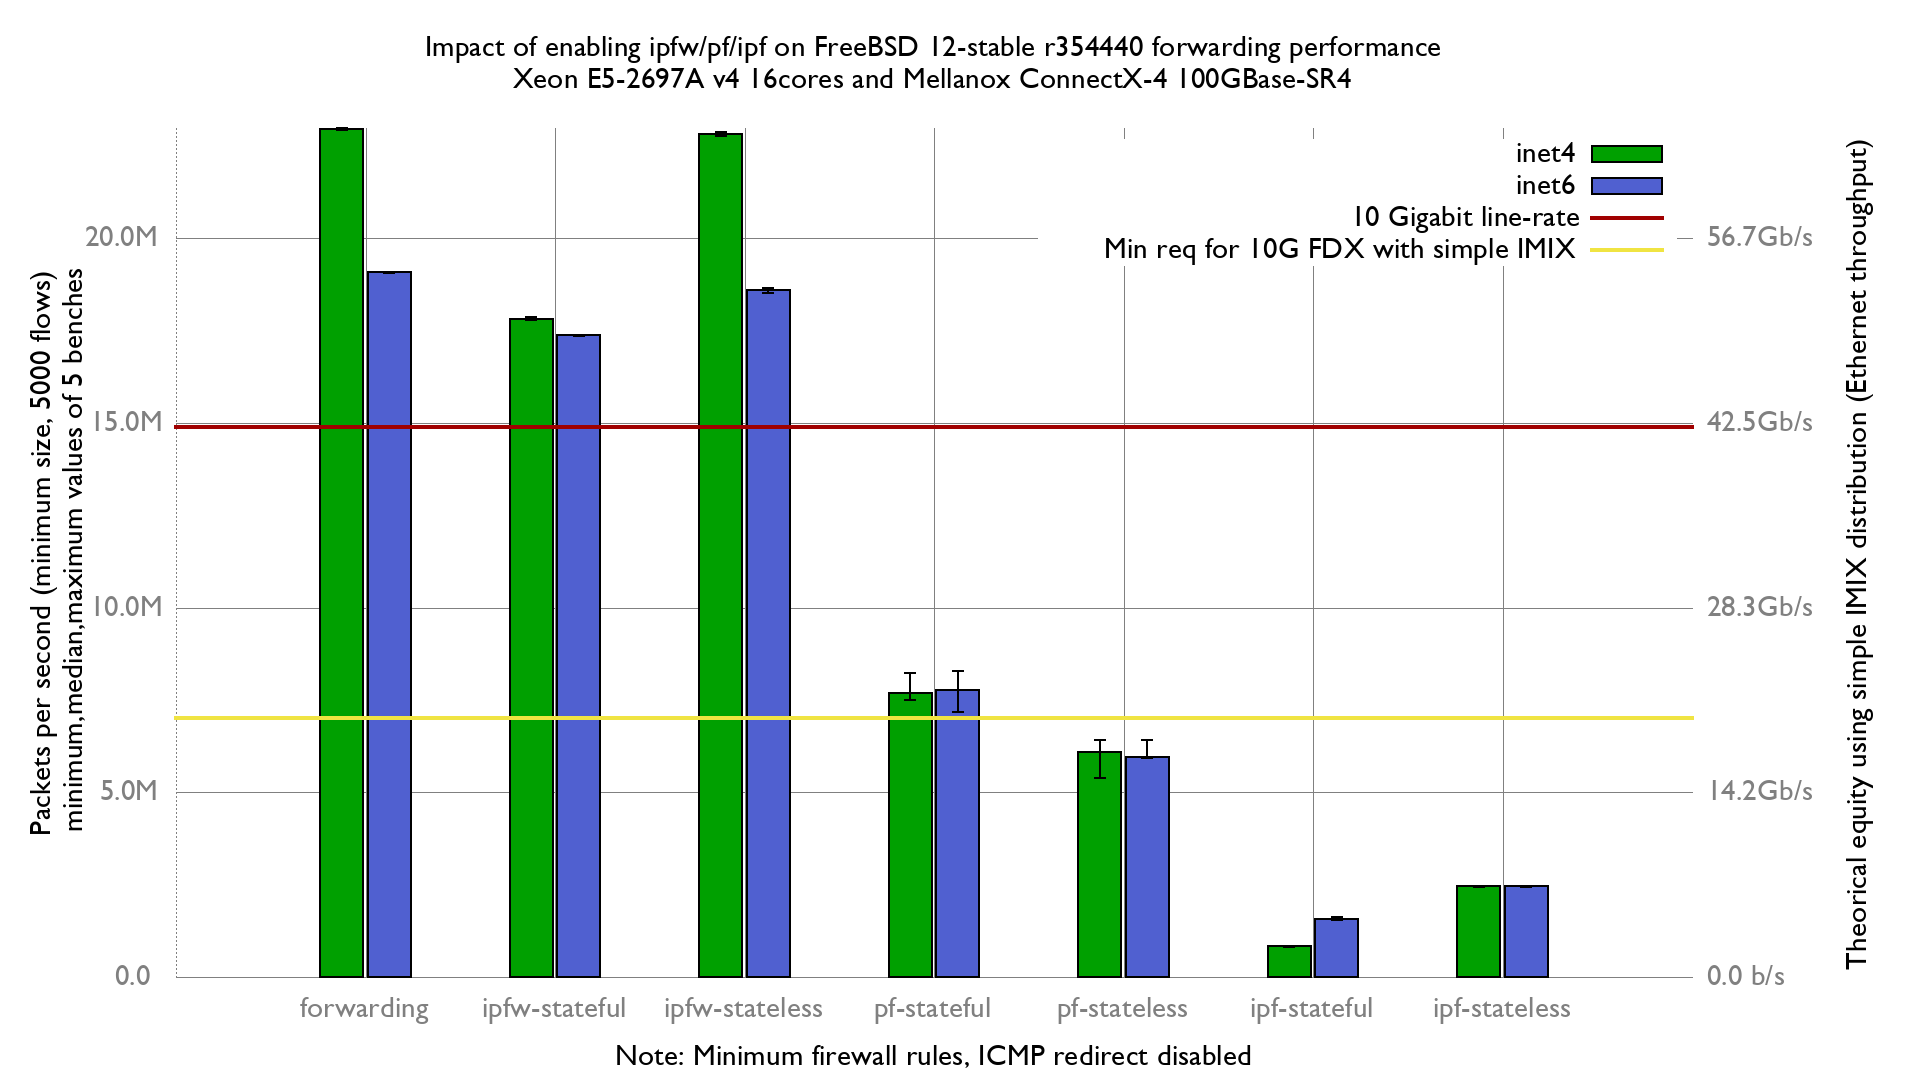 Impact of enabling ipfw/pf/ipf on FreeBSD 12-stable r354440 forwarding performance
Xeon E5-2697A v4 16cores and Mellanox ConnectX-4 100GBase-SR4
inet4
inet6
10 Gigabit line-rate
Min req for 10G FDX with simple IMIX
Packets per second (minimum size, 5000 flows)
minimum,median,maximum values of 5 benches
20.0M
15.0M
10.0M
5.0M
0.0
56.7Gb/s
42.5Gb/s
28.3Gb/s
14.2Gb/s
0.0 b/s
Theorical equity using simple IMIX distribution (Ethernet throughput)
forwarding
ipfw-stateful
ipfw-stateless
pf-stateful
pf-stateless
ipf-stateful
ipf-stateless
Note: Minimum firewall rules, ICMP redirect disabled